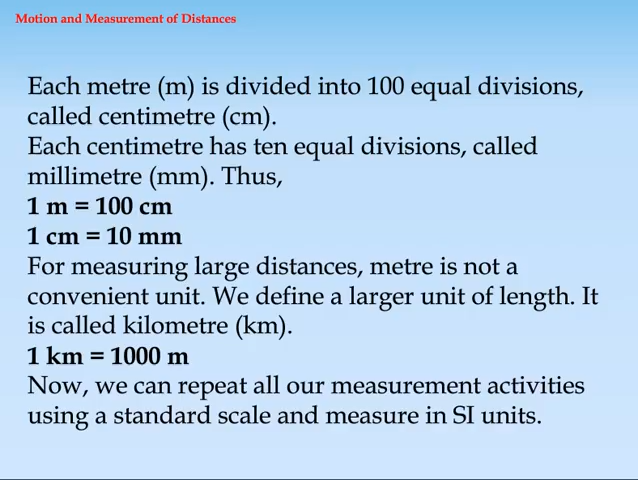 Motion and Measurement of Distances
Each metre (m) is divided into 100 equal divisions,
called centimetre (cm).
Each centimetre has ten equal divisions, called
millimetre (mm). Thus,
1 m = 100 cm
1 cm = 10 mm
For measuring large distances, metre is not a
convenient unit. We define a larger unit of length. It
is called kilometre (km).
1 km = 1000 m
Now, we can repeat all our measurement activities
using a standard scale and measure in SI units.